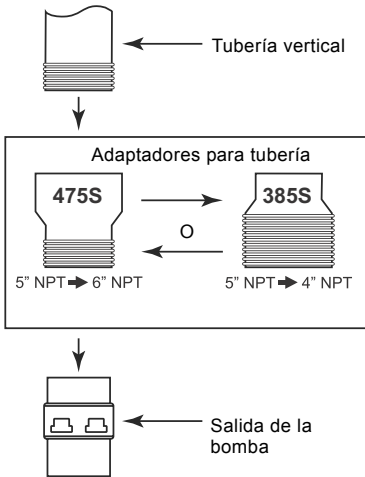 Tubería vertical
Adaptadores para tubería
475S
385S
O
5” NPT➡ 6” NPT
5” NPT➡ 4” NPT
Salida de la
bomba